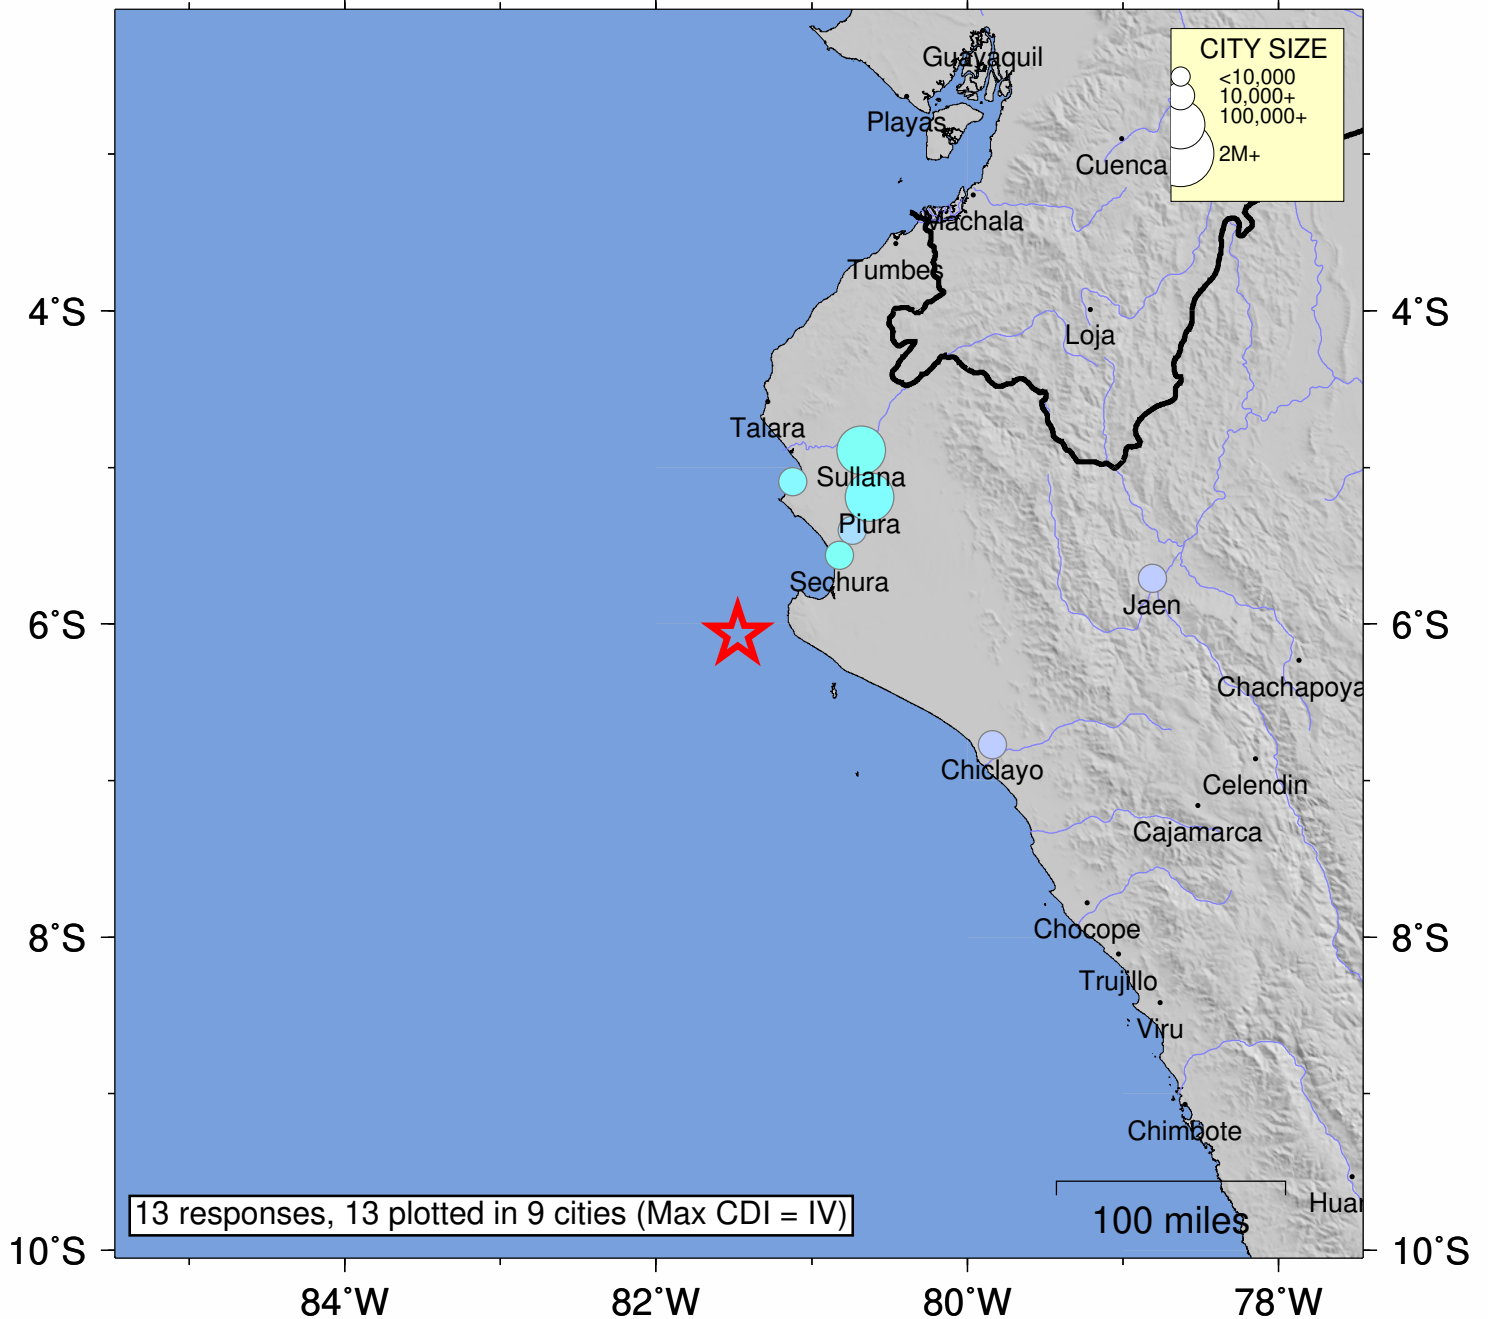 Guayaquil
CITY SIZE
<10,000
10,000+
100,000+
2M+
Playas
Cuenca
Machala
Tumbes
4°S
4°S
Loja
Talara
Sullana
Piura
Sechura
Jaen
6°S
6°S
Chachapoya
Chiclayo
Celendin
Cajamarca
Chocope
8°S
8°S
Trujillo
Viru
Chimbote
Huar
13 responses, 13 plotted in 9 cities (Max CDI = IV)
100 miles
10°S
10°S
84°W
82°W
80°W
78°W